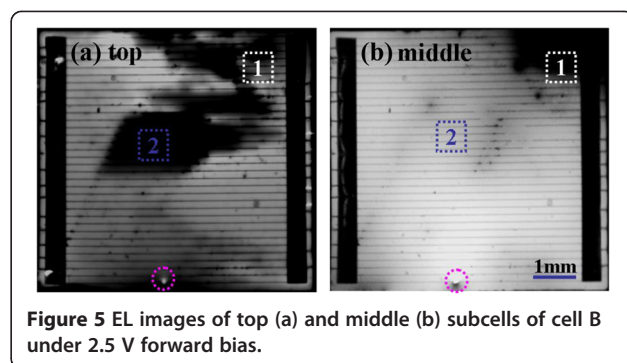 (a) top
1
2
(b) middle
1
2
1mm
Figure 5 EL images of top (a) and middle (b) subcells of cell B
under 2.5 V forward bias.